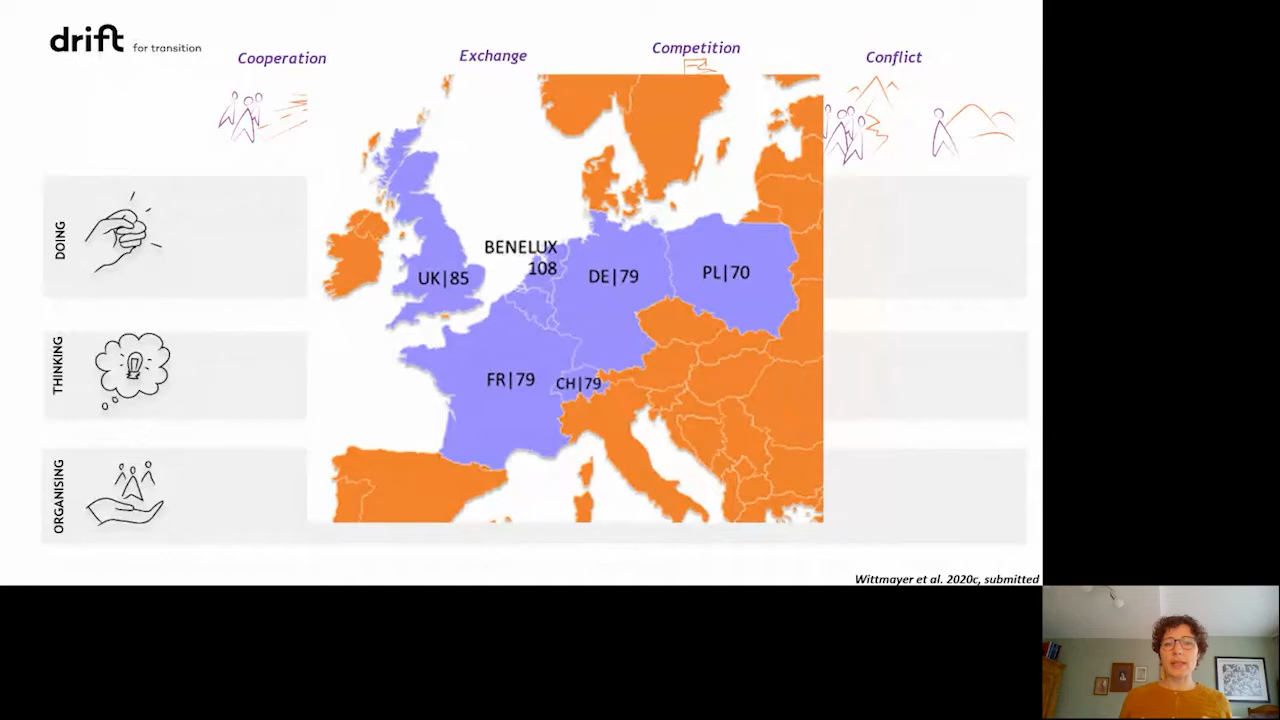 drift for transition
Cooperation
Exchange
Competition
Conflict
DOING
THINKING
ORGANISING
BENELUX
108
UK|85
DE|79
PL|70
FR|79
CH|79
Wittmayer et al. 2020c, submitted